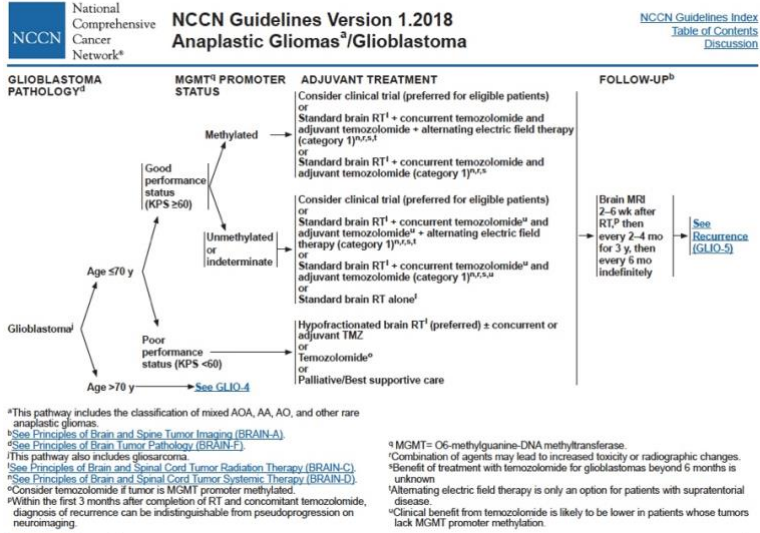 National
Comprehensive
NCCN Cancer
Network®
NCCN Guidelines Version 1.2018
Anaplastic Gliomasᵃ/Glioblastoma
NCCN Guidelines Index
Table of Contents
Discussion
GLIOBLASTOMA
PATHOLOGYᵈ
MGMTq PROMOTER
STATUS
ADJUVANT TREATMENT
FOLLOW-UPᵇ
Glioblastomaʲ
Age ≤70 y
Good
performance
status
(KPS ≥60)
Methylated
Consider clinical trial (preferred for eligible patients)
or
Standard brain RTˡ + concurrent temozolomide and
adjuvant temozolomide + alternating electric field therapy
(category 1)ⁿ,ʳ,ˢ,ᵗ
or
Standard brain RTˡ + concurrent temozolomide and
adjuvant temozolomide (category 1)ⁿ,ʳ,ˢ
Unmethylated
or
indeterminate
Consider clinical trial (preferred for eligible patients)
or
Standard brain RTˡ + concurrent temozolomideᵘ and
adjuvant temozolomideᵘ + alternating electric field
therapy (category 1)ⁿ,ʳ,ˢ,ᵗ
or
Standard brain RTˡ + concurrent temozolomideᵘ and
adjuvant temozolomide (category 1)ⁿ,ʳ,ˢ,ᵘ
or
Standard brain RT aloneˡ
Poor
performance
status (KPS <60)
Hypofractionated brain RTˡ (preferred) ± concurrent or
adjuvant TMZ
or
Temozolomideᵒ
or
Palliative/Best supportive care
Age >70 y
See GLIO-4
Brain MRI
2–6 wk after
RT,ᵖ then
every 2–4 mo
for 3 y, then
every 6 mo
indefinitely
See
Recurrence
(GLIO-5)
ᵃThis pathway includes the classification of mixed AOA, AA, AO, and other rare
anaplastic gliomas.
ᵇSee Principles of Brain and Spine Tumor Imaging (BRAIN-A).
ᵈSee Principles of Brain Tumor Pathology (BRAIN-F).
ʲThis pathway also includes gliosarcoma.
ˡSee Principles of Brain and Spinal Cord Tumor Radiation Therapy (BRAIN-C).
ⁿSee Principles of Brain and Spinal Cord Tumor Systemic Therapy (BRAIN-D).
ᵒConsider temozolomide if tumor is MGMT promoter methylated.
ᵖWithin the first 3 months after completion of RT and concomitant temozolomide,
diagnosis of recurrence can be indistinguishable from pseudoprogression on
neuroimaging.
q MGMT= O6-methylguanine-DNA methyltransferase.
ʳCombination of agents may lead to increased toxicity or radiographic changes.
ˢBenefit of treatment with temozolomide for glioblastomas beyond 6 months is
unknown
ᵗAlternating electric field therapy is only an option for patients with supratentorial
disease.
ᵘClinical benefit from temozolomide is likely to be lower in patients whose tumors
lack MGMT promoter methylation.